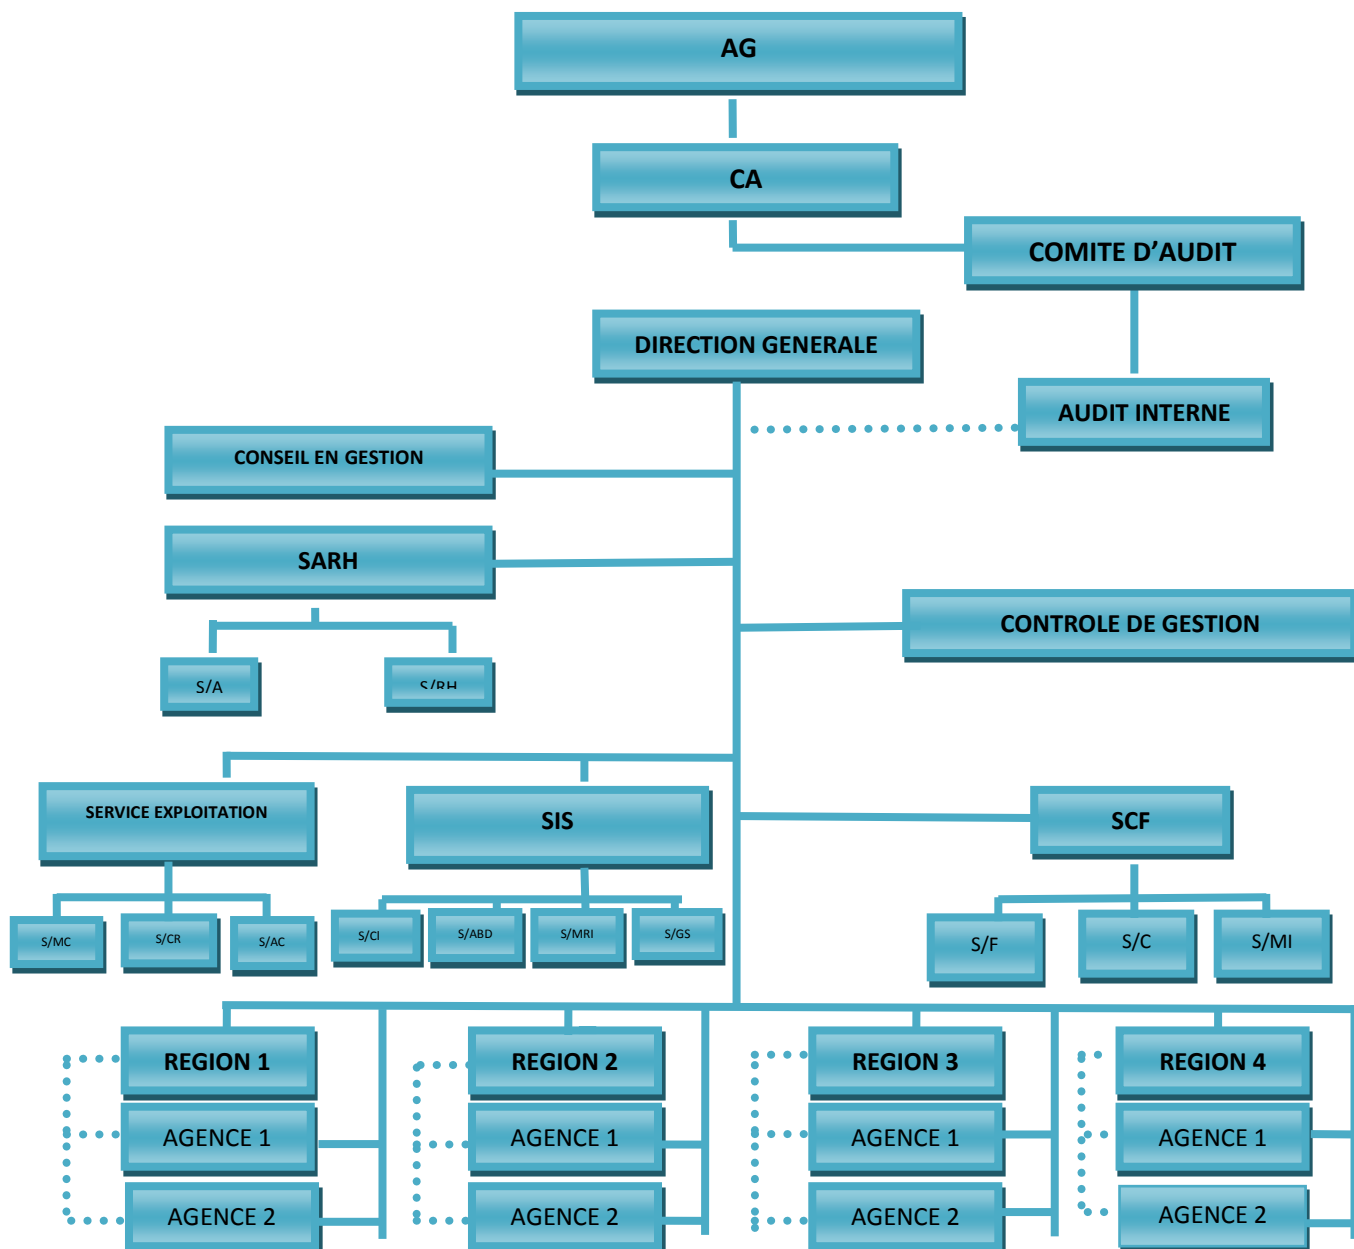 AG
CA
COMITE D’AUDIT
DIRECTION GENERALE
AUDIT INTERNE
CONSEIL EN GESTION
SARH
CONTROLE DE GESTION
S/A
S/RH
SERVICE EXPLOITATION
SIS
SCF
S/MC
S/CR
S/AC
S/CI
S/ABD
S/MRI
S/GS
S/F
S/C
S/MI
REGION 1
REGION 2
REGION 3
REGION 4
AGENCE 1
AGENCE 1
AGENCE 1
AGENCE 1
AGENCE 2
AGENCE 2
AGENCE 2
AGENCE 2